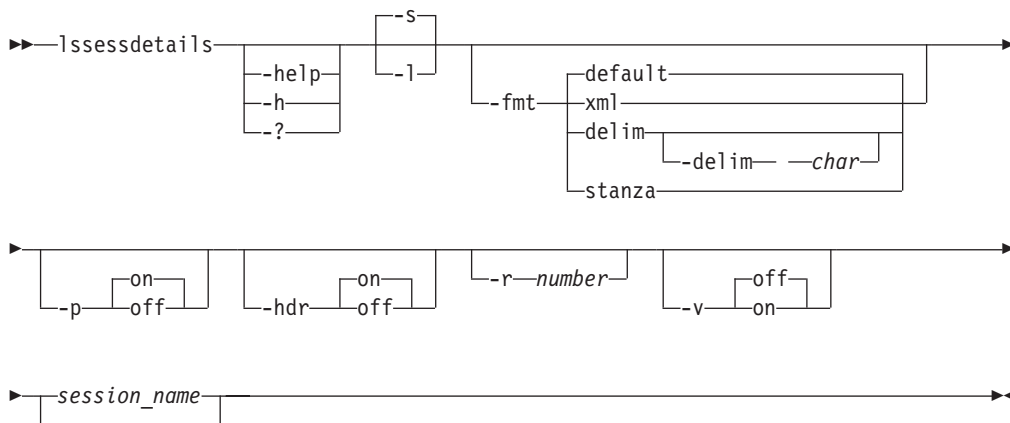 -s
lssessdetails
-help
-l
default
-h
-fmt
xml
-?
delim
-delim char
stanza
on
on
off
-p
off
-hdr
off
-r number
-v
on
session_name